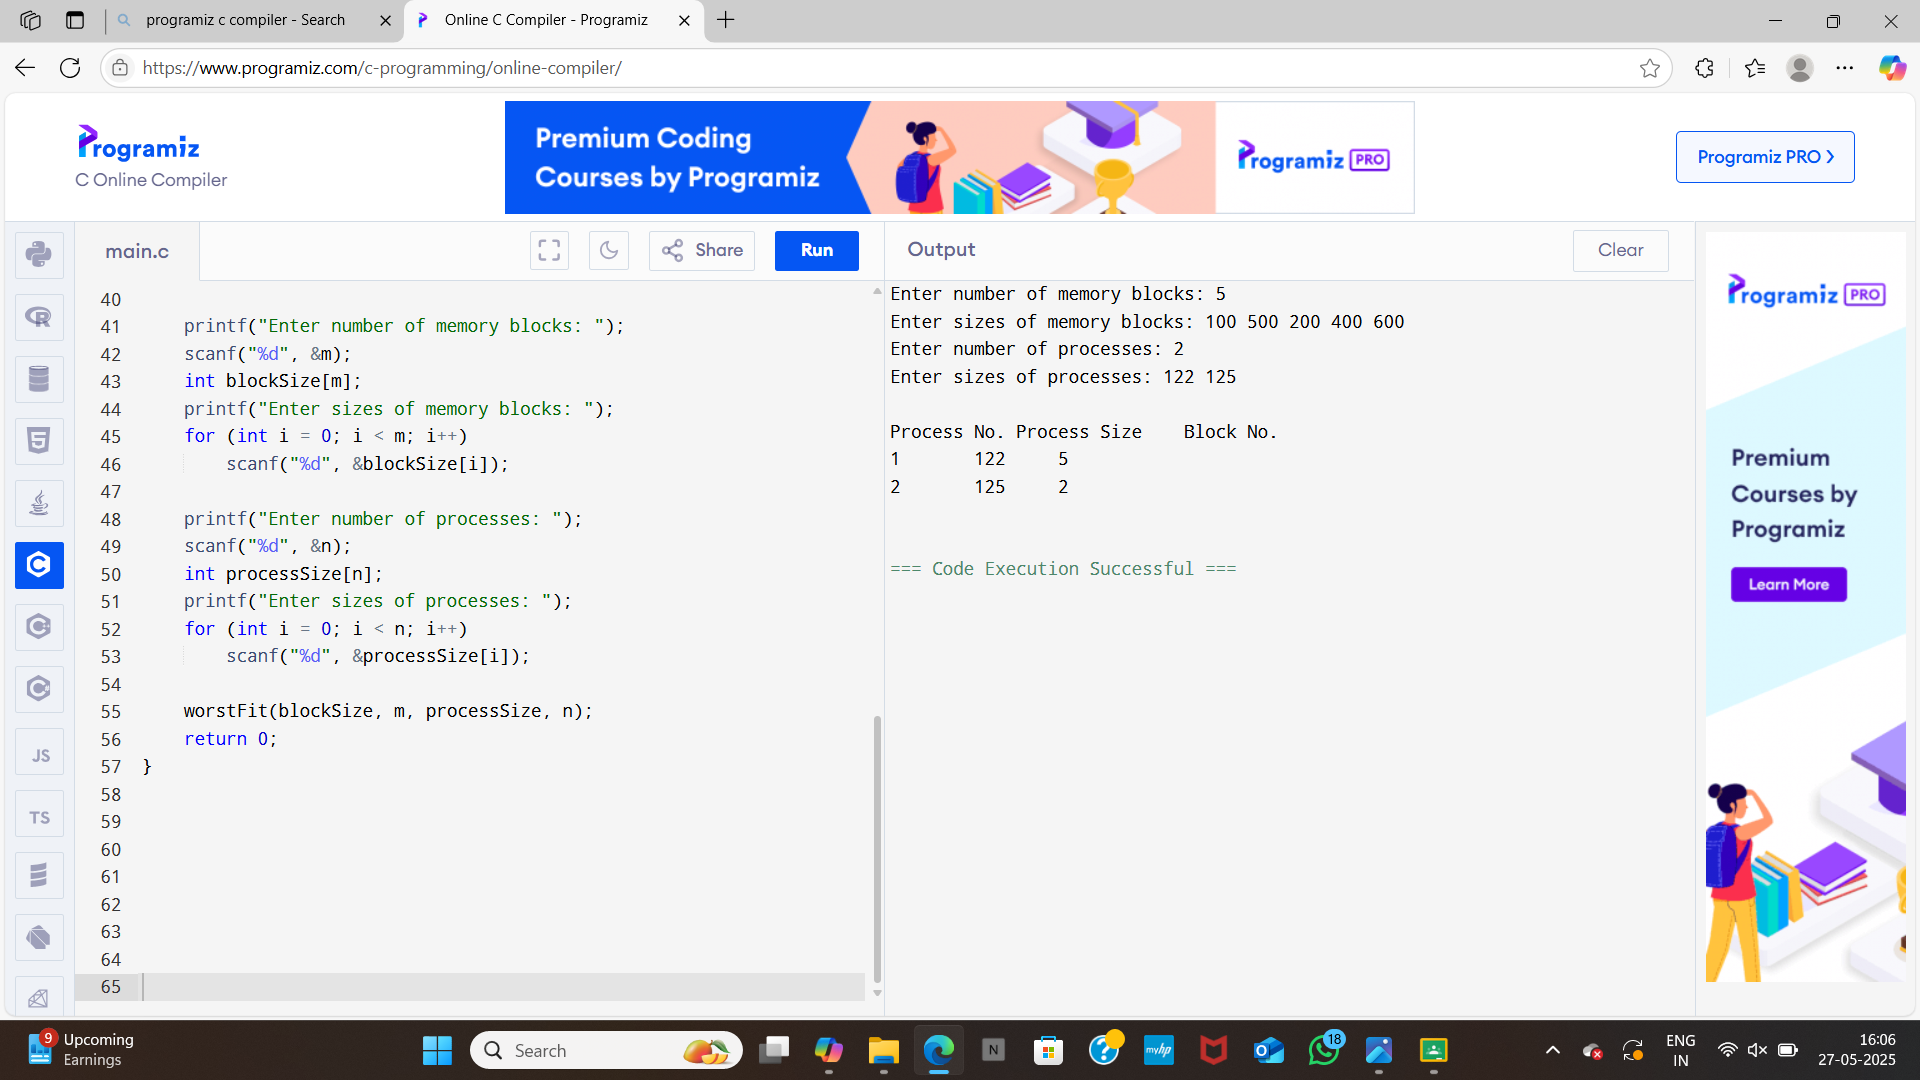 programiz c compiler - Search
Online C Compiler - Programiz
https://www.programiz.com/c-programming/online-compiler/
Programiz
C Online Compiler
Premium Coding
Courses by Programiz
Programiz PRO
Programiz PRO
main.c
Share
Run
Output
Clear
40
41 printf("Enter number of memory blocks: ");
42 scanf("%d", &m);
43 int blockSize[m];
44 printf("Enter sizes of memory blocks: ");
45 for (int i = 0; i < m; i++)
46 scanf("%d", &blockSize[i]);
47
48 printf("Enter number of processes: ");
49 scanf("%d", &n);
50 int processSize[n];
51 printf("Enter sizes of processes: ");
52 for (int i = 0; i < n; i++)
53 scanf("%d", &processSize[i]);
54
55 worstFit(blockSize, m, processSize, n);
56 return 0;
57 }
58
59
60
61
62
63
64
65
Enter number of memory blocks: 5
Enter sizes of memory blocks: 100 500 200 400 600
Enter number of processes: 2
Enter sizes of processes: 122 125
Process No. Process Size Block No.
1 122 5
2 125 2
=== Code Execution Successful ===
Programiz PRO
Premium
Courses by
Programiz
Learn More
R
5
C
JS
TS
9
Upcoming
Earnings
Search
N
myhp
18
ENG
IN
16:06
27-05-2025